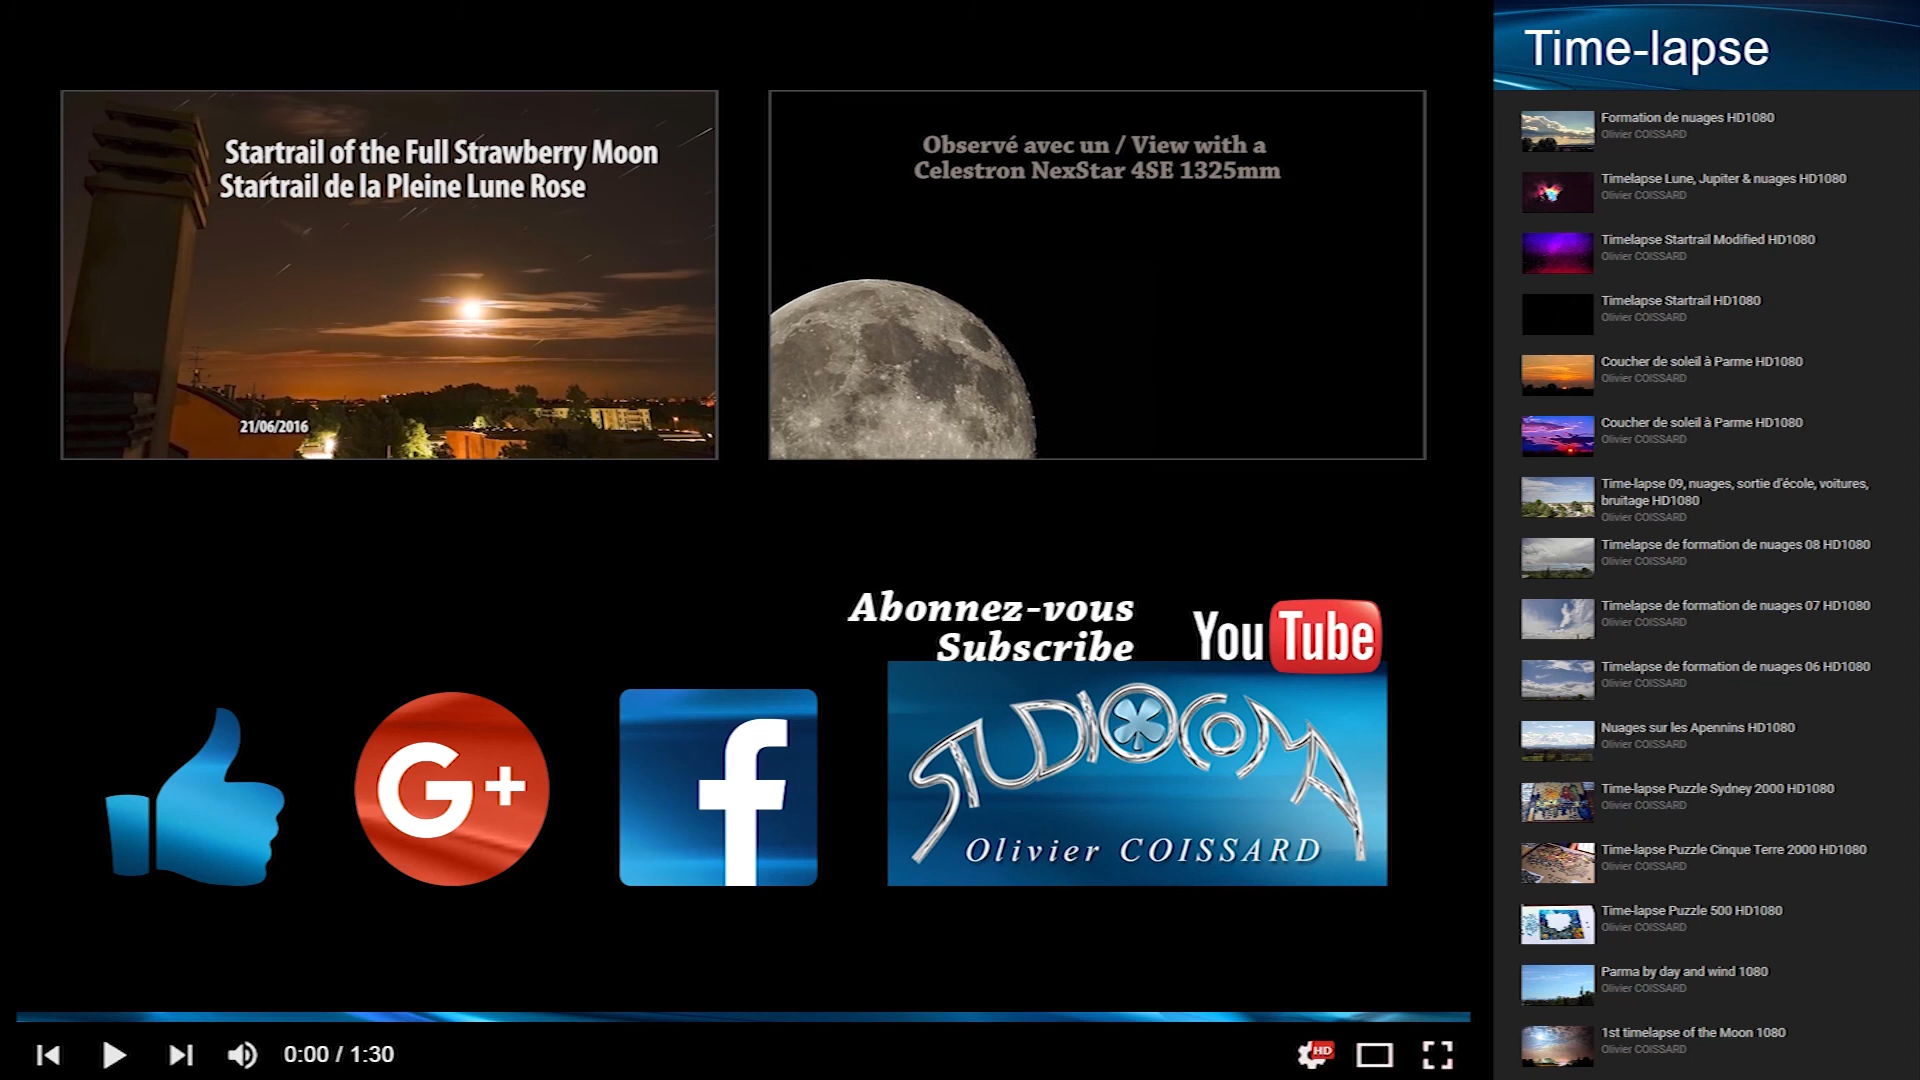 Startrail of the Full Strawberry Moon
Startrail de la Pleine Lune Rose
21/06/2016
Observé avec un / View with a
Celestron NexStar 4SE 1325mm
Abonnez-vous
Subscribe
YouTube
STUDIOCOMA
Olivier COISSARD
G+
f
0:00 / 1:30
HD
Time-lapse
Formation de nuages HD1080
Olivier COISSARD
Timelapse Lune, Jupiter & nuages HD1080
Olivier COISSARD
Timelapse Startrail Modified HD1080
Olivier COISSARD
Timelapse Startrail HD1080
Olivier COISSARD
Coucher de soleil à Parme HD1080
Olivier COISSARD
Coucher de soleil à Parme HD1080
Olivier COISSARD
Time-lapse 09, nuages, sortie d'école, voitures,
bruitage HD1080
Olivier COISSARD
Timelapse de formation de nuages 08 HD1080
Olivier COISSARD
Timelapse de formation de nuages 07 HD1080
Olivier COISSARD
Timelapse de formation de nuages 06 HD1080
Olivier COISSARD
Nuages sur les Apennins HD1080
Olivier COISSARD
Time-lapse Puzzle Sydney 2000 HD1080
Olivier COISSARD
Time-lapse Puzzle Cinque Terre 2000 HD1080
Olivier COISSARD
Time-lapse Puzzle 500 HD1080
Olivier COISSARD
Parma by day and wind 1080
Olivier COISSARD
1st timelapse of the Moon 1080
Olivier COISSARD